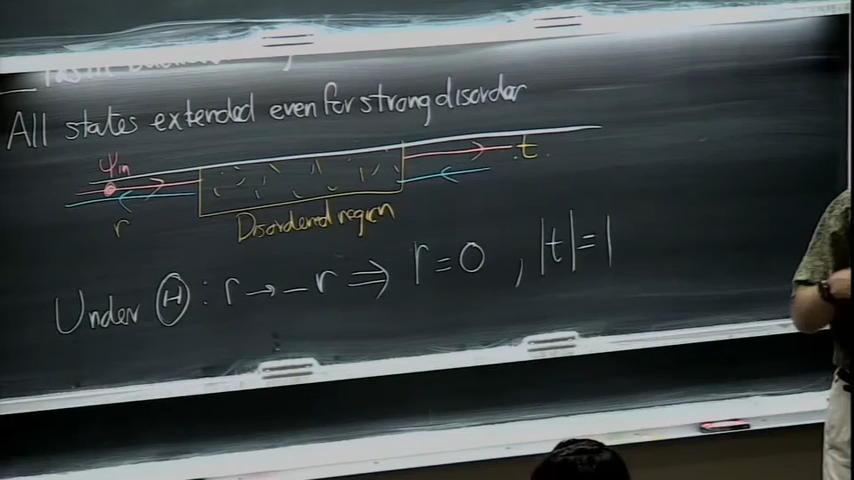 All states extended even for strong disorder
ψin
t
r
Disordered region
Under Θ : r → −r ⇒ r=0 , |t|=1